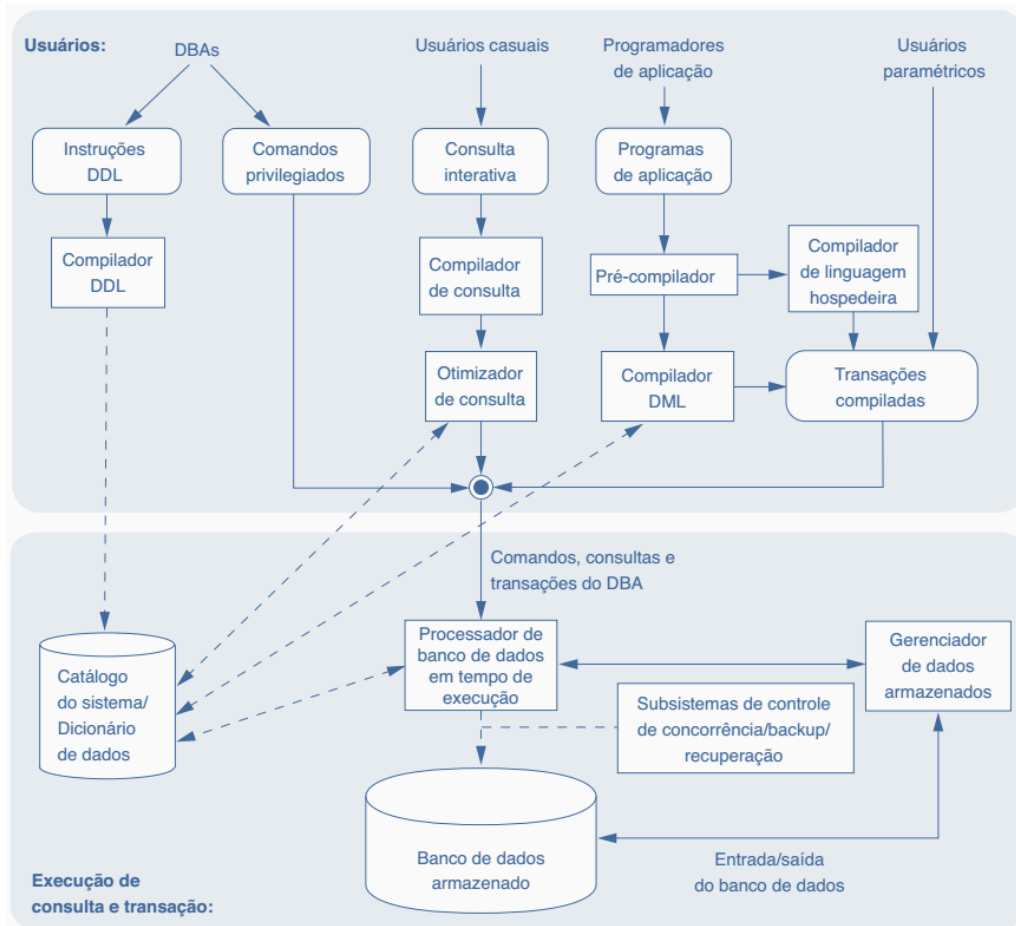 Usuários:
DBAs
Usuários casuais
Programadores
de aplicação
Usuários
paramétricos
Instruções
DDL
Comandos
privilegiados
Consulta
interativa
Programas
de aplicação
Compilador
DDL
Compilador
de consulta
Pré-compilador
Compilador
de linguagem
hospedeira
Otimizador
de consulta
Compilador
DML
Transações
compiladas
Comandos, consultas e
transações do DBA
Catálogo
do sistema/
Dicionário
de dados
Processador de
banco de dados
em tempo de
execução
Gerenciador
de dados
armazenados
Subsistemas de controle
de concorrência/backup/
recuperação
Banco de dados
armazenado
Entrada/saída
do banco de dados
Execução de
consulta e transação: